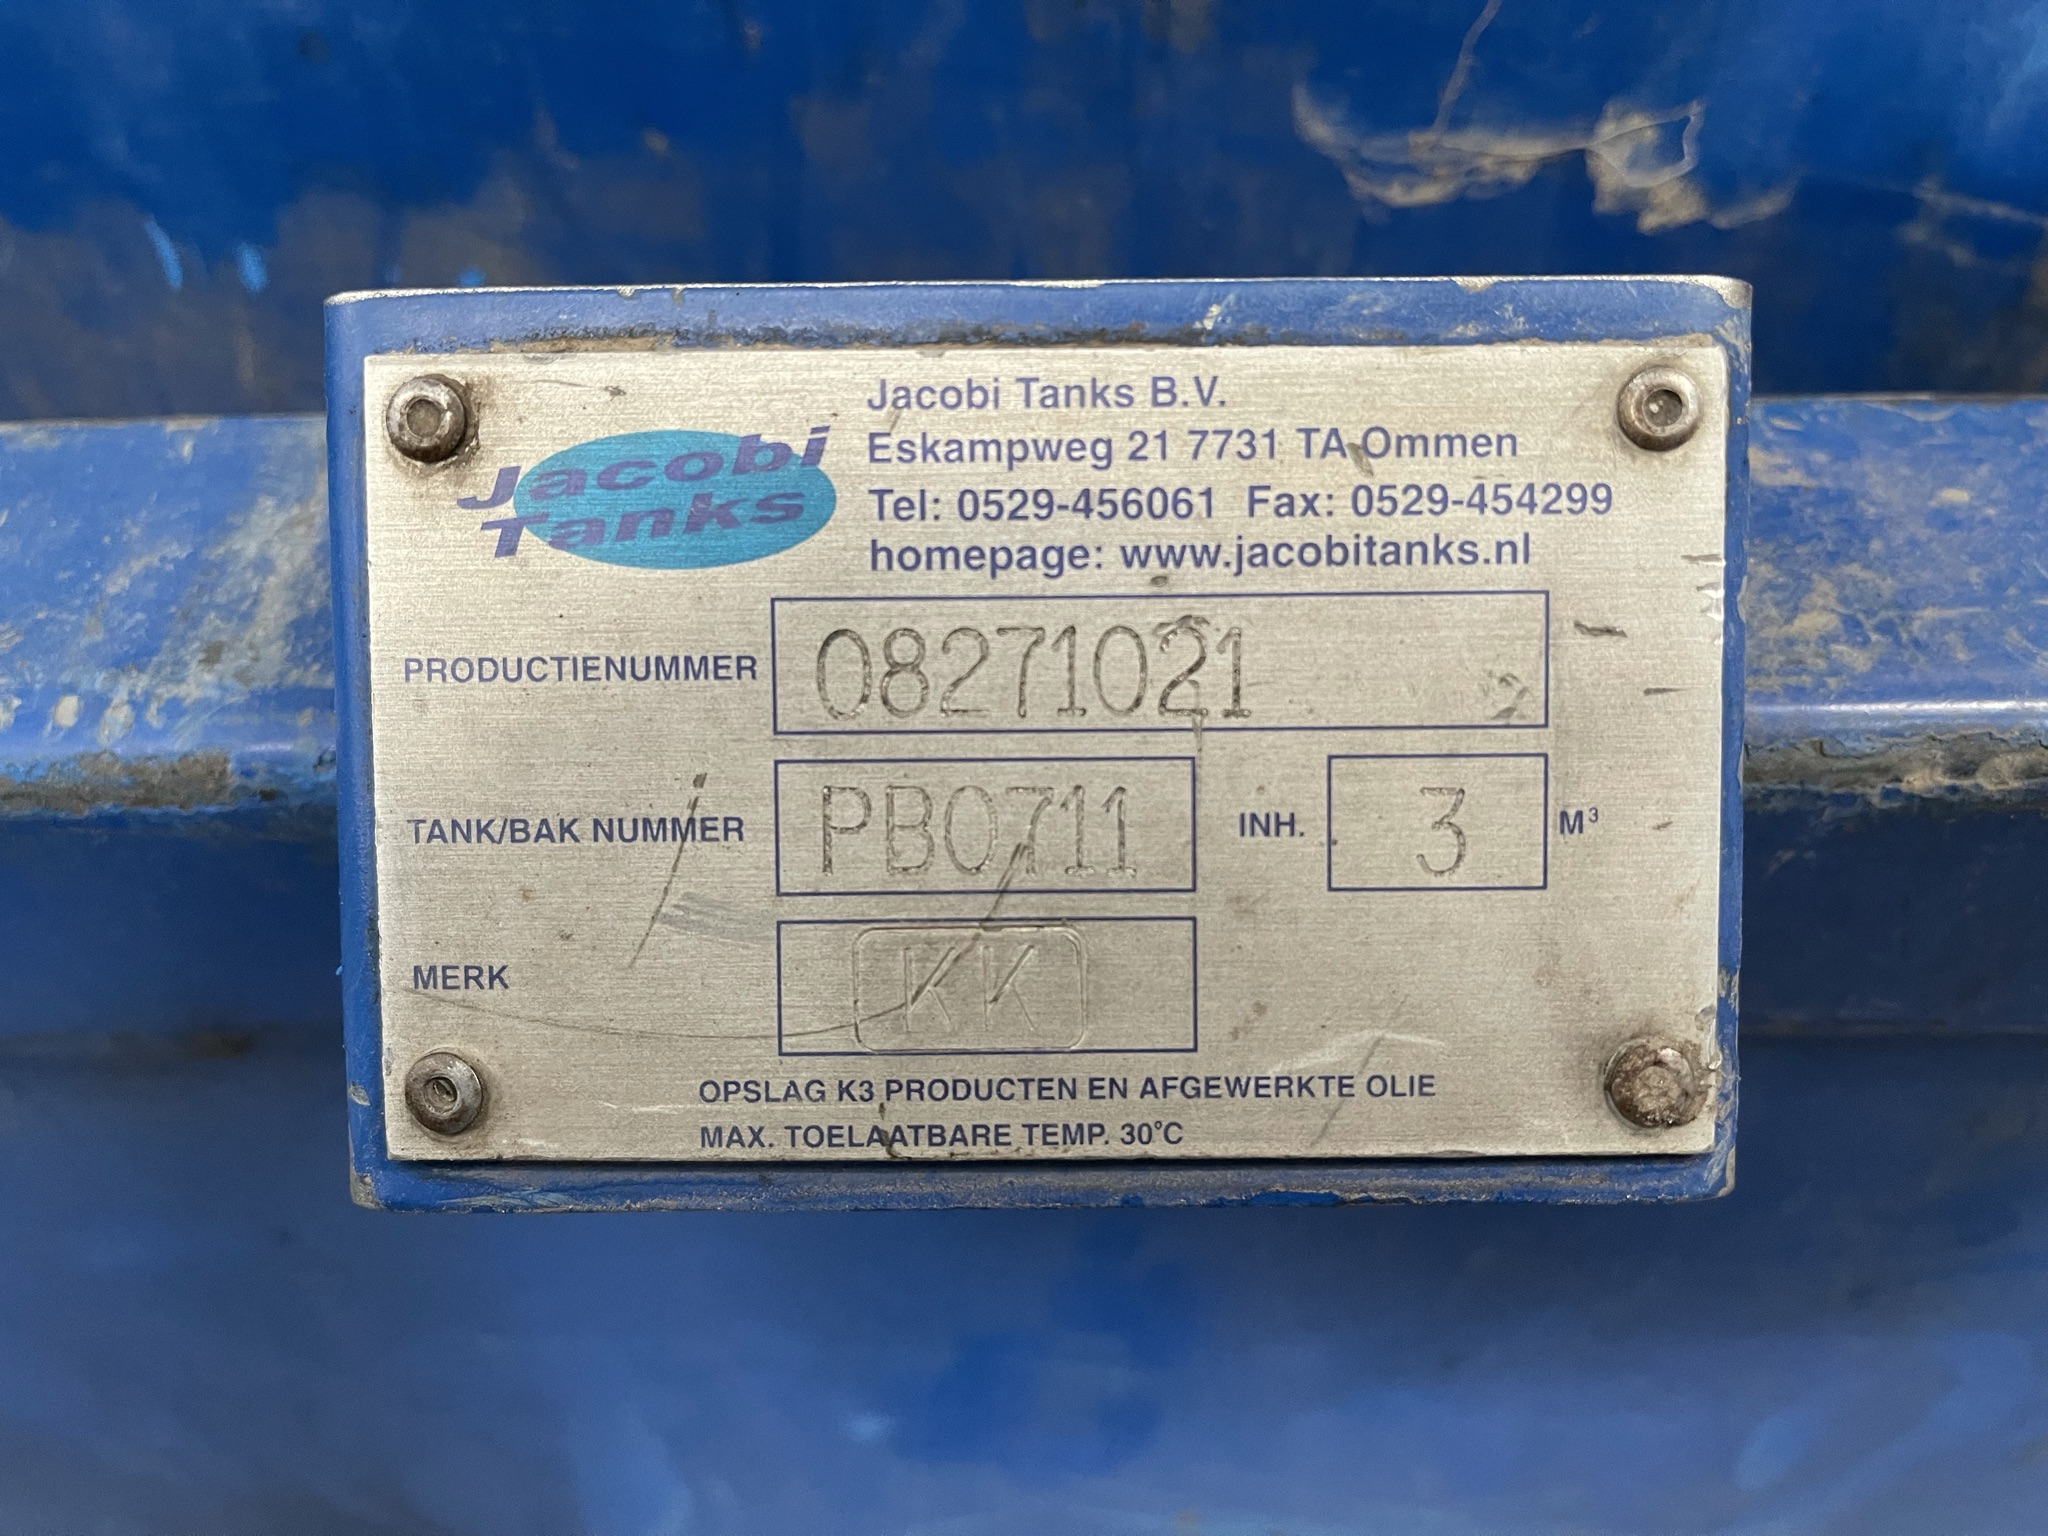 Jacobi Tanks
Jacobi Tanks B.V.
Eskampweg 21 7731 TA Ommen
Tel: 0529-456061 Fax: 0529-454299
homepage: www.jacobitanks.nl
PRODUCTIENUMMER 08271021
TANK/BAK NUMMER PB0711 INH. 3 M³
MERK KK
OPSLAG K3 PRODUCTEN EN AFGEWERKTE OLIE
MAX. TOELAATBARE TEMP. 30°C